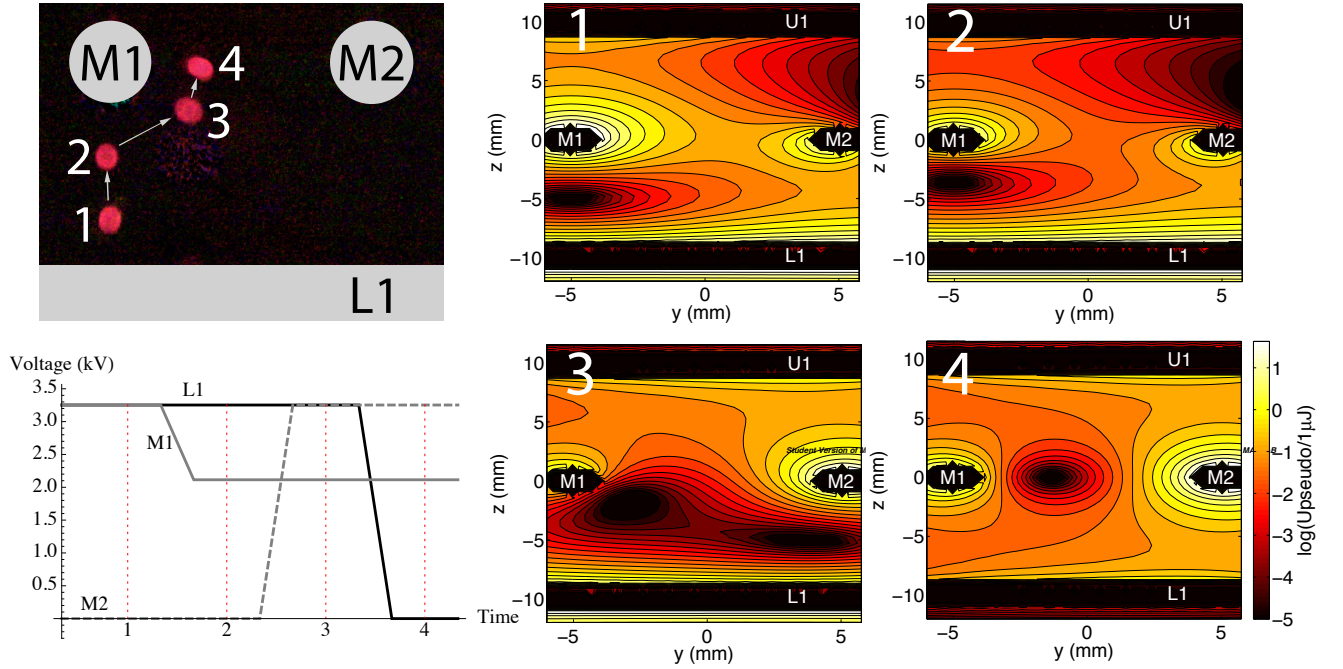 M1
M2
1
2
3
4
L1
Voltage (kV)
3.5
3.0
2.5
2.0
1.5
1.0
0.5
L1
M1
M2
1
2
3
4
Time
1
U1
M1
M2
L1
10
5
0
−5
−10
z (mm)
−5
0
5
y (mm)
2
U1
M1
M2
L1
10
5
0
−5
−10
z (mm)
−5
0
5
y (mm)
3
U1
Student Version of M
M1
M2
L1
10
5
0
−5
−10
z (mm)
−5
0
5
y (mm)
4
U1
MA
M1
M2
L1
10
5
0
−5
−10
z (mm)
−5
0
5
y (mm)
1
0
−1
−2
−3
−4
−5
log(Upseudo/1μJ)